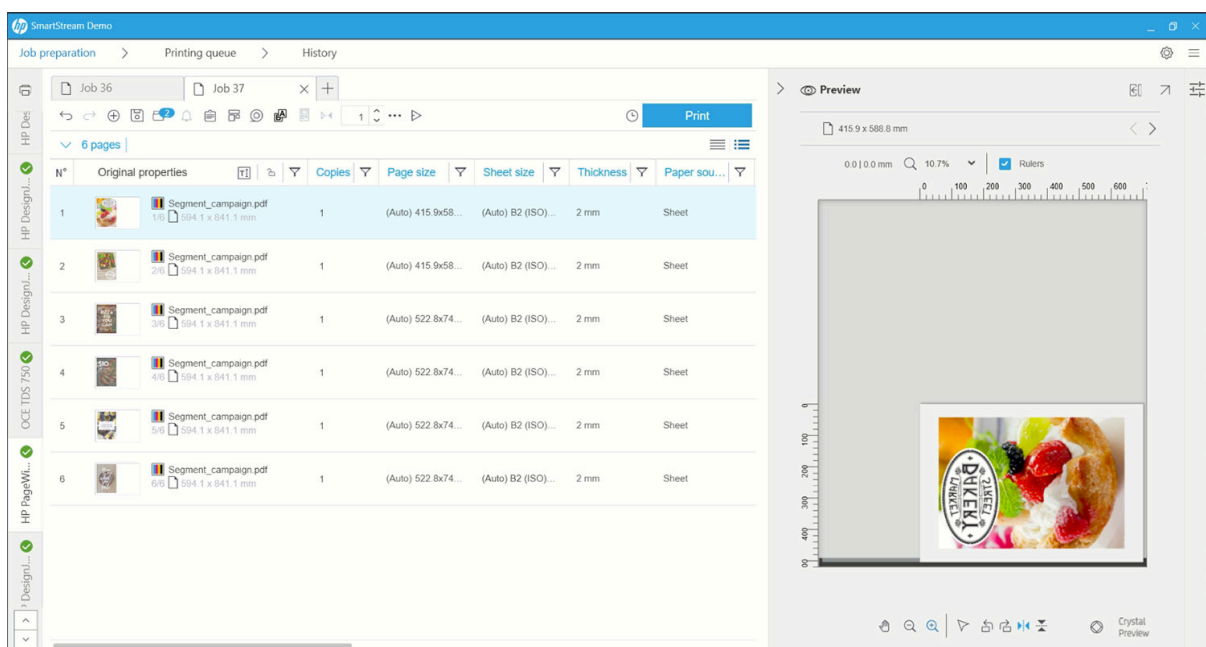 hp SmartStream Demo
Job preparation > Printing queue > History
Job 36
Job 37
1
Print
6 pages
N° Original properties Copies Page size Sheet size Thickness Paper sou...
1 Segment_campaign.pdf 1 (Auto) 415.9x58... (Auto) B2 (ISO)... 2 mm Sheet
1/6 594.1 x 841.1 mm
2 Segment_campaign.pdf 1 (Auto) 415.9x58... (Auto) B2 (ISO)... 2 mm Sheet
2/6 594.1 x 841.1 mm
3 Segment_campaign.pdf 1 (Auto) 522.8x74... (Auto) B2 (ISO)... 2 mm Sheet
3/6 594.1 x 841.1 mm
4 Segment_campaign.pdf 1 (Auto) 522.8x74... (Auto) B2 (ISO)... 2 mm Sheet
4/6 594.1 x 841.1 mm
5 Segment_campaign.pdf 1 (Auto) 522.8x74... (Auto) B2 (ISO)... 2 mm Sheet
5/6 594.1 x 841.1 mm
6 Segment_campaign.pdf 1 (Auto) 522.8x74... (Auto) B2 (ISO)... 2 mm Sheet
6/6 594.1 x 841.1 mm
HP Des
HP DesignJ...
HP DesignJ...
OCE TDS 750
HP PageWi...
DesignJ...
Preview
415.9 x 588.8 mm
0.0 | 0.0 mm 10.7% Rulers
0 100 200 300 400 500 600
0
100
200
300
400
STREET
BAKERY
MARKET
Crystal
Preview